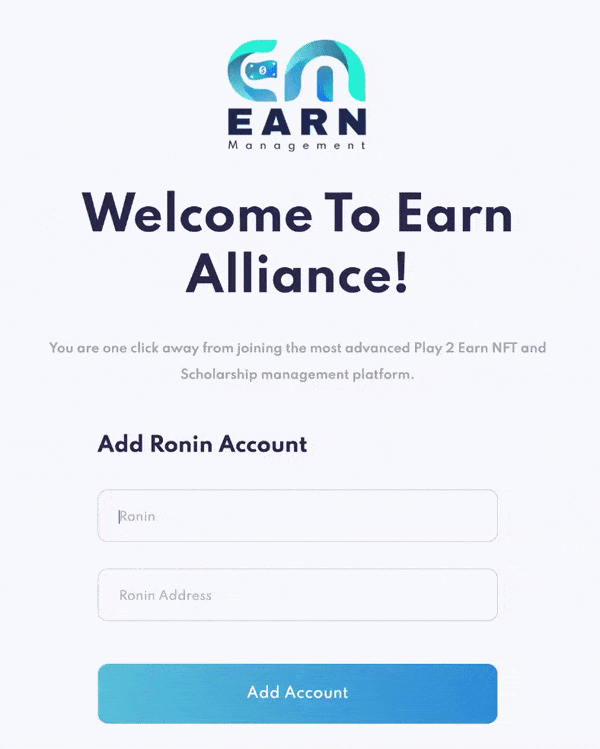 EARN
Management
Welcome To Earn
Alliance!
You are one click away from joining the most advanced Play 2 Earn NFT and
Scholarship management platform.
Add Ronin Account
Ronin
Ronin Address
Add Account